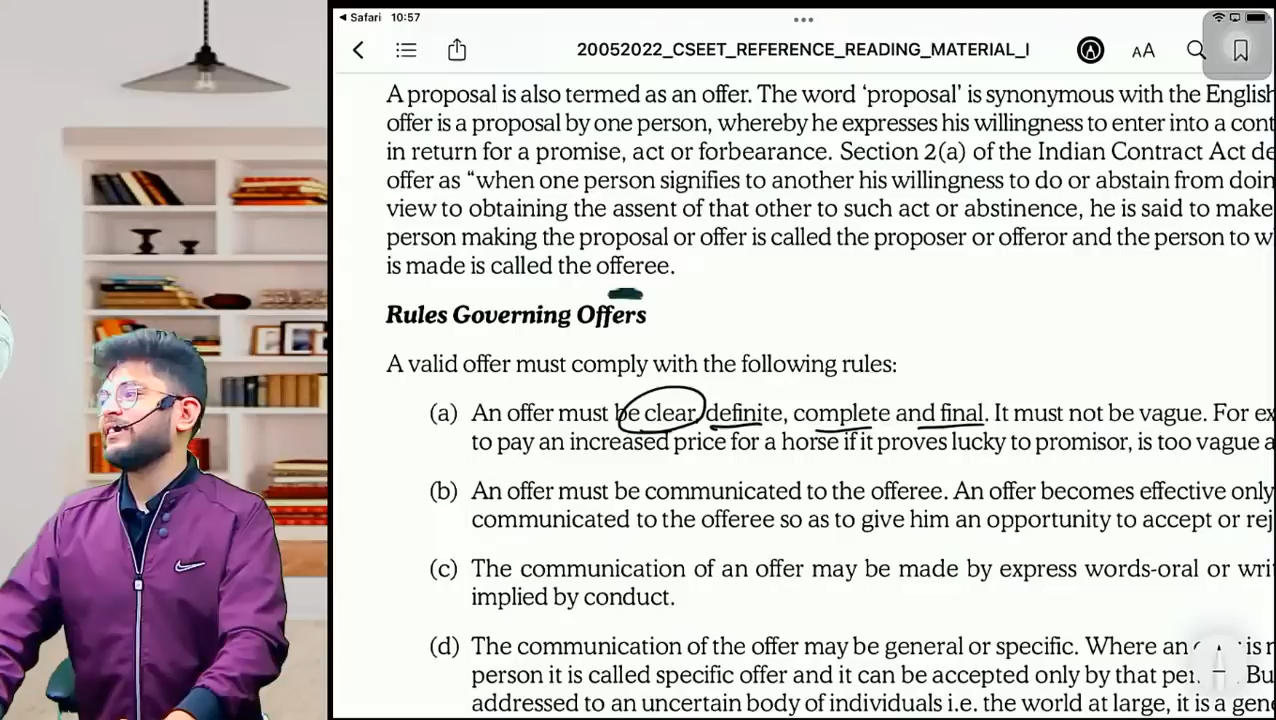 Safari 10:57
20052022_CSEET_REFERENCE_READING_MATERIAL_I
AA
A proposal is also termed as an offer. The word ‘proposal’ is synonymous with the English
offer is a proposal by one person, whereby he expresses his willingness to enter into a
in return for a promise, act or forbearance. Section 2(a) of the Indian Contract Act
offer as “when one person signifies to another his willingness to do or abstain from
view to obtaining the assent of that other to such act or abstinence, he is said to make
person making the proposal or offer is called the proposer or offeror and the person to
is made is called the offeree.
Rules Governing Offers
A valid offer must comply with the following rules:
(a) An offer must be clear, definite, complete and final. It must not be vague. For
to pay an increased price for a horse if it proves lucky to promisor, is too vague
(b) An offer must be communicated to the offeree. An offer becomes effective only
communicated to the offeree so as to give him an opportunity to accept or
(c) The communication of an offer may be made by express words-oral or
implied by conduct.
(d) The communication of the offer may be general or specific. Where an is
person it is called specific offer and it can be accepted only by that
addressed to an uncertain body of individuals i.e. the world at large, it is a